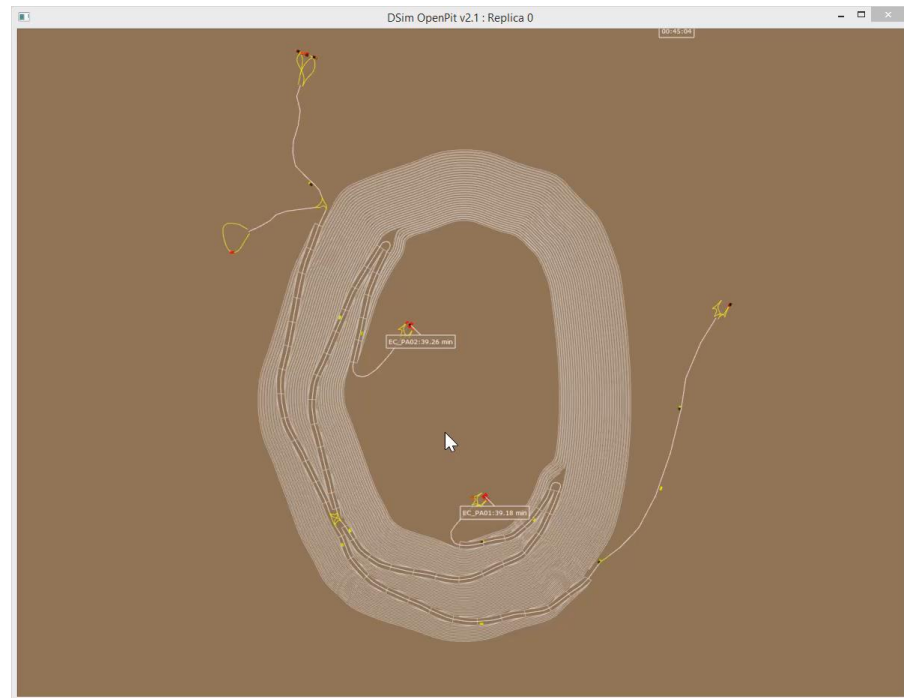 DSim OpenPit v2.1 : Replica 0
00:45:04
EC_PA02:39.26 min
EC_PA01:39.18 min